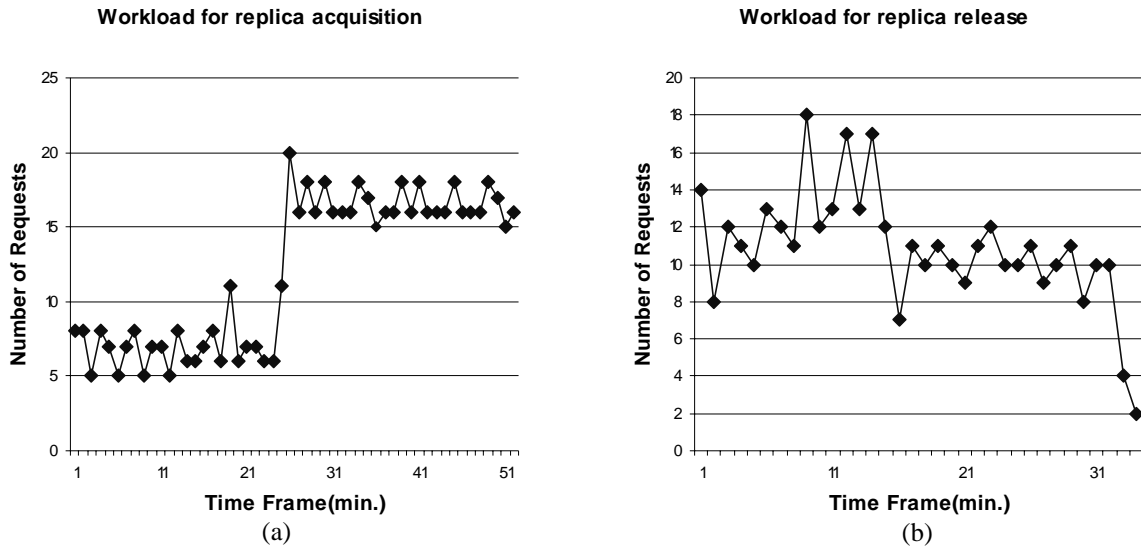 Workload for replica acquisition
25
20
15
10
5
0
1 11 21 31 41 51
Number of Requests
Time Frame(min.)
(a)
Workload for replica release
20
18
16
14
12
10
8
6
4
2
0
1 11 21 31
Number of Requests
Time Frame(min.)
(b)